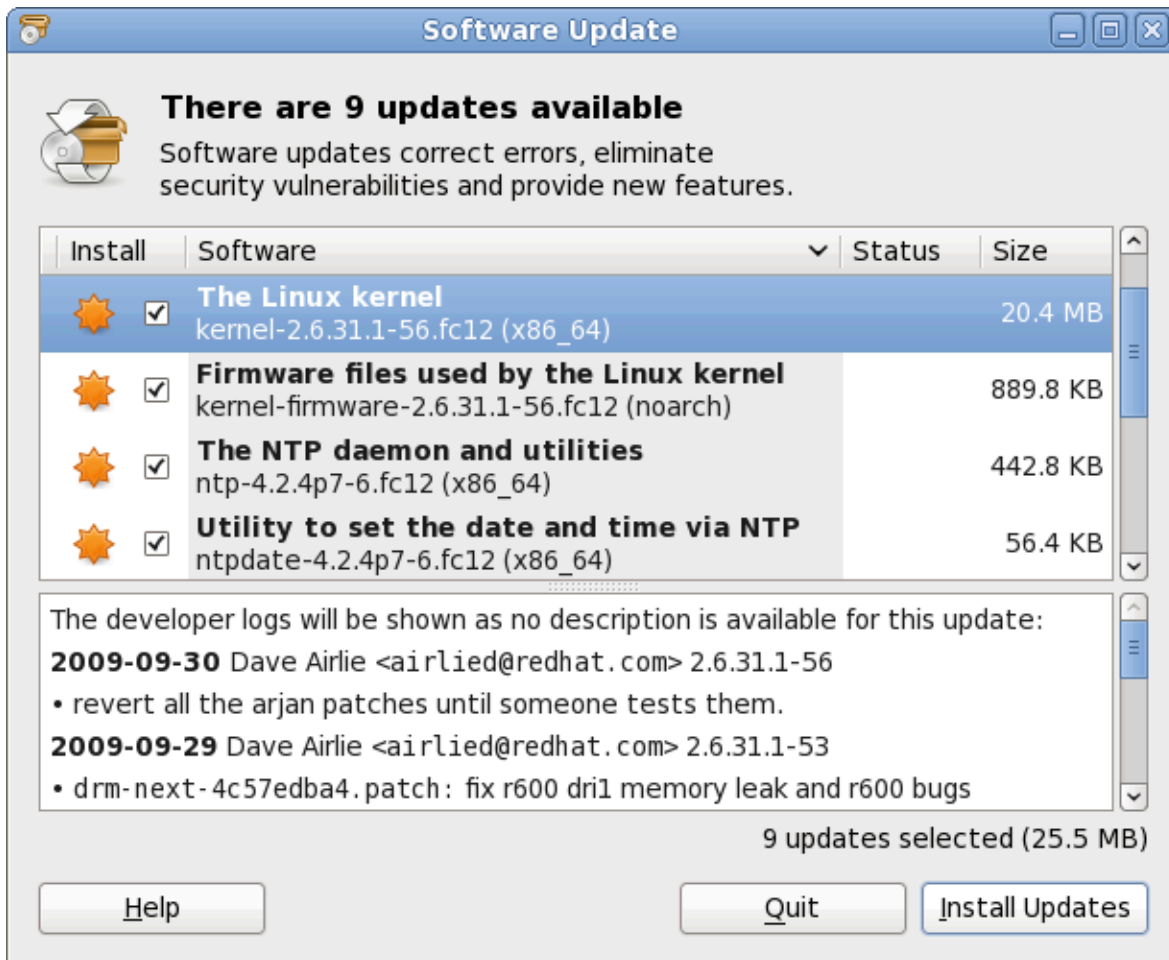 Software Update
There are 9 updates available
Software updates correct errors, eliminate
security vulnerabilities and provide new features.
Install Software Status Size
The Linux kernel
kernel-2.6.31.1-56.fc12 (x86_64)
20.4 MB
Firmware files used by the Linux kernel
kernel-firmware-2.6.31.1-56.fc12 (noarch)
889.8 KB
The NTP daemon and utilities
ntp-4.2.4p7-6.fc12 (x86_64)
442.8 KB
Utility to set the date and time via NTP
ntpdate-4.2.4p7-6.fc12 (x86_64)
56.4 KB
The developer logs will be shown as no description is available for this update:
2009-09-30 Dave Airlie <airlied@redhat.com> 2.6.31.1-56
• revert all the arjan patches until someone tests them.
2009-09-29 Dave Airlie <airlied@redhat.com> 2.6.31.1-53
• drm-next-4c57edba4.patch: fix r600 dri1 memory leak and r600 bugs
9 updates selected (25.5 MB)
Help Quit Install Updates